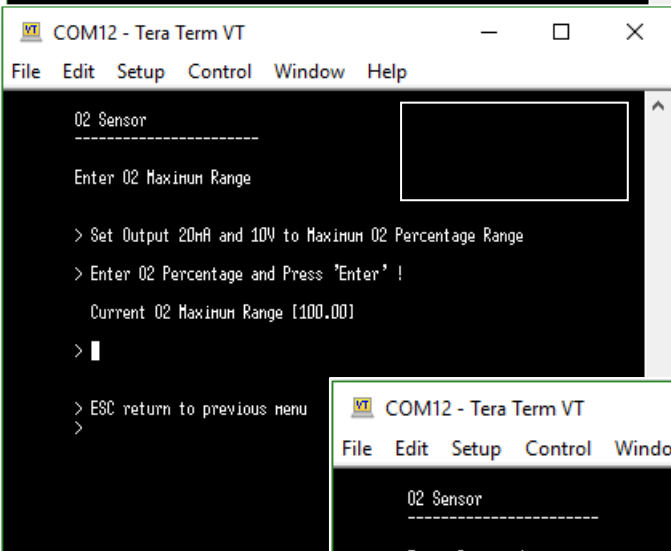 COM12 - Tera Term VT
File Edit Setup Control Window Help
O2 Sensor
-----------------------
Enter O2 Maximum Range
> Set Output 20mA and 10V to Maximum O2 Percentage Range
> Enter O2 Percentage and Press 'Enter' !
Current O2 Maximum Range [100.00]
>
> ESC return to previous menu
>
COM12 - Tera Term VT
File Edit Setup Control Windo
O2 Sensor
-----------------------